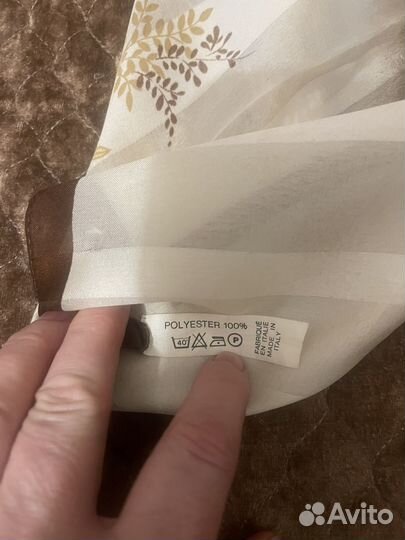 POLYESTER 100%
40 P
FABRIQUÉ
EN ITALIE
MADE IN
ITALY
Avito